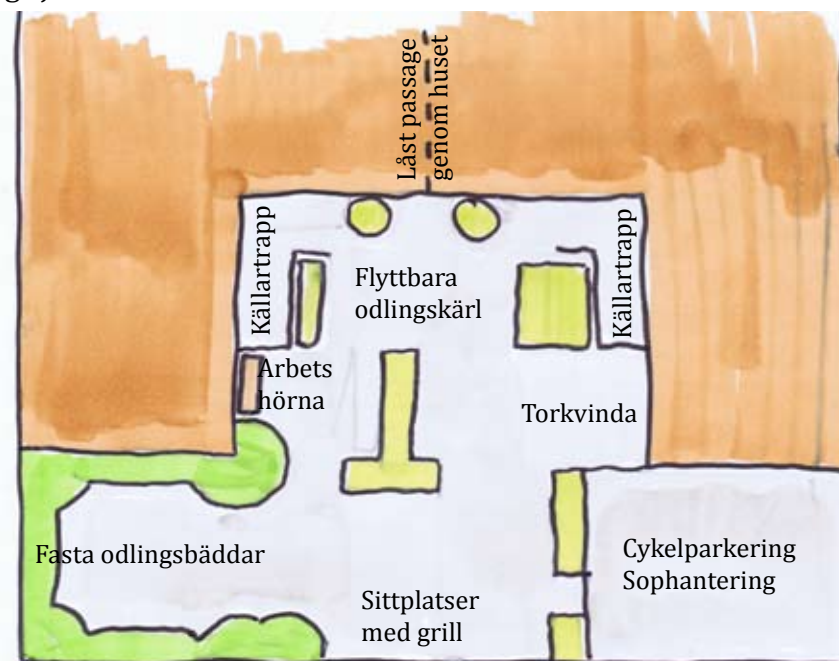 Låst passage
genom huset
Källartrapp
Källartrapp
Flyttbara
odlingskärl
Arbets
hörna
Torkvinda
Fasta odlingsbäddar
Cykelparkering
Sophantering
Sittplatser
med grill